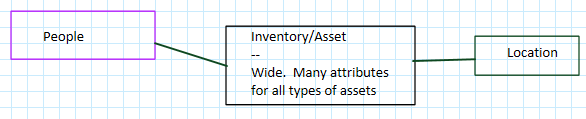 People
Inventory/Asset
--
Wide. Many attributes
for all types of assets
Location